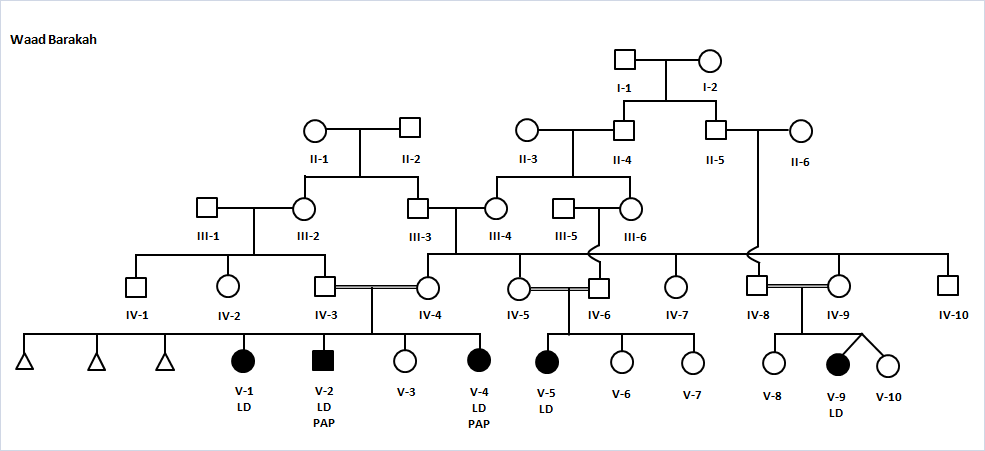 Waad Barakah
I-1 I-2
II-1 II-2 II-3 II-4 II-5 II-6
III-1 III-2 III-3 III-4 III-5 III-6
IV-1 IV-2 IV-3 IV-4 IV-5 IV-6 IV-7 IV-8 IV-9 IV-10
V-1 V-2 V-3 V-4 V-5 V-6 V-7 V-8 V-9 V-10
LD LD LD LD LD
PAP PAP